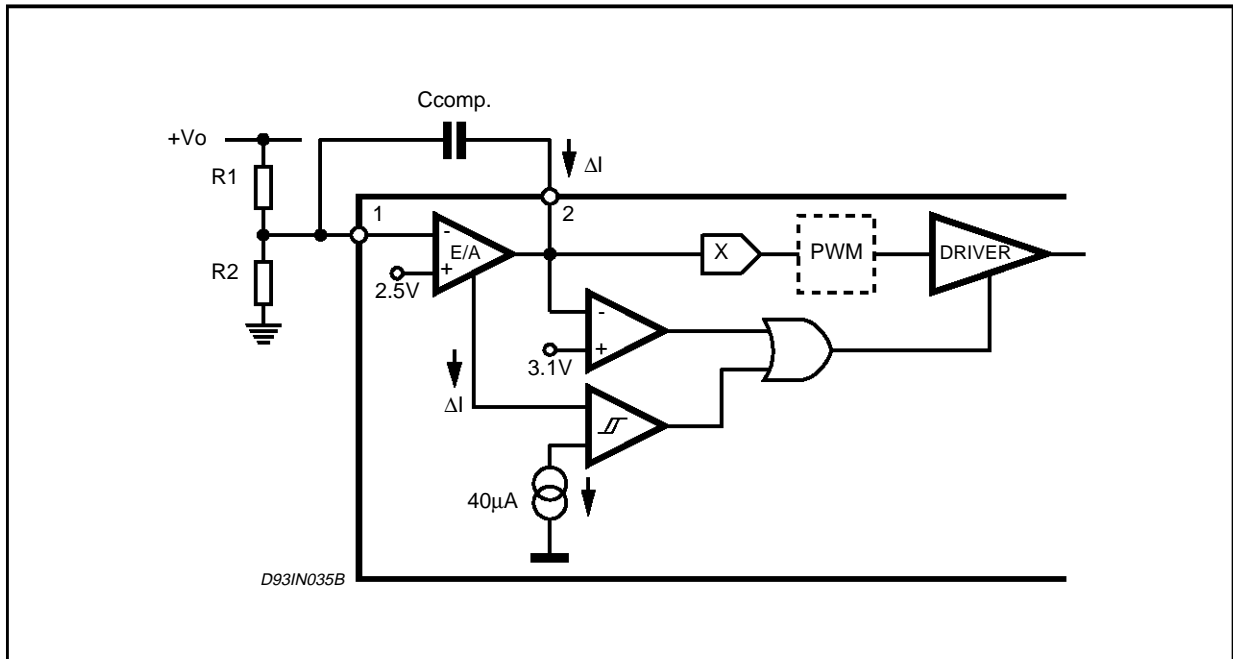 Ccomp.
+Vo
ΔI
R1
1
2
-
E/A
+
X
PWM
DRIVER
R2
2.5V
-
+
3.1V
ΔI
40μA
D93IN035B